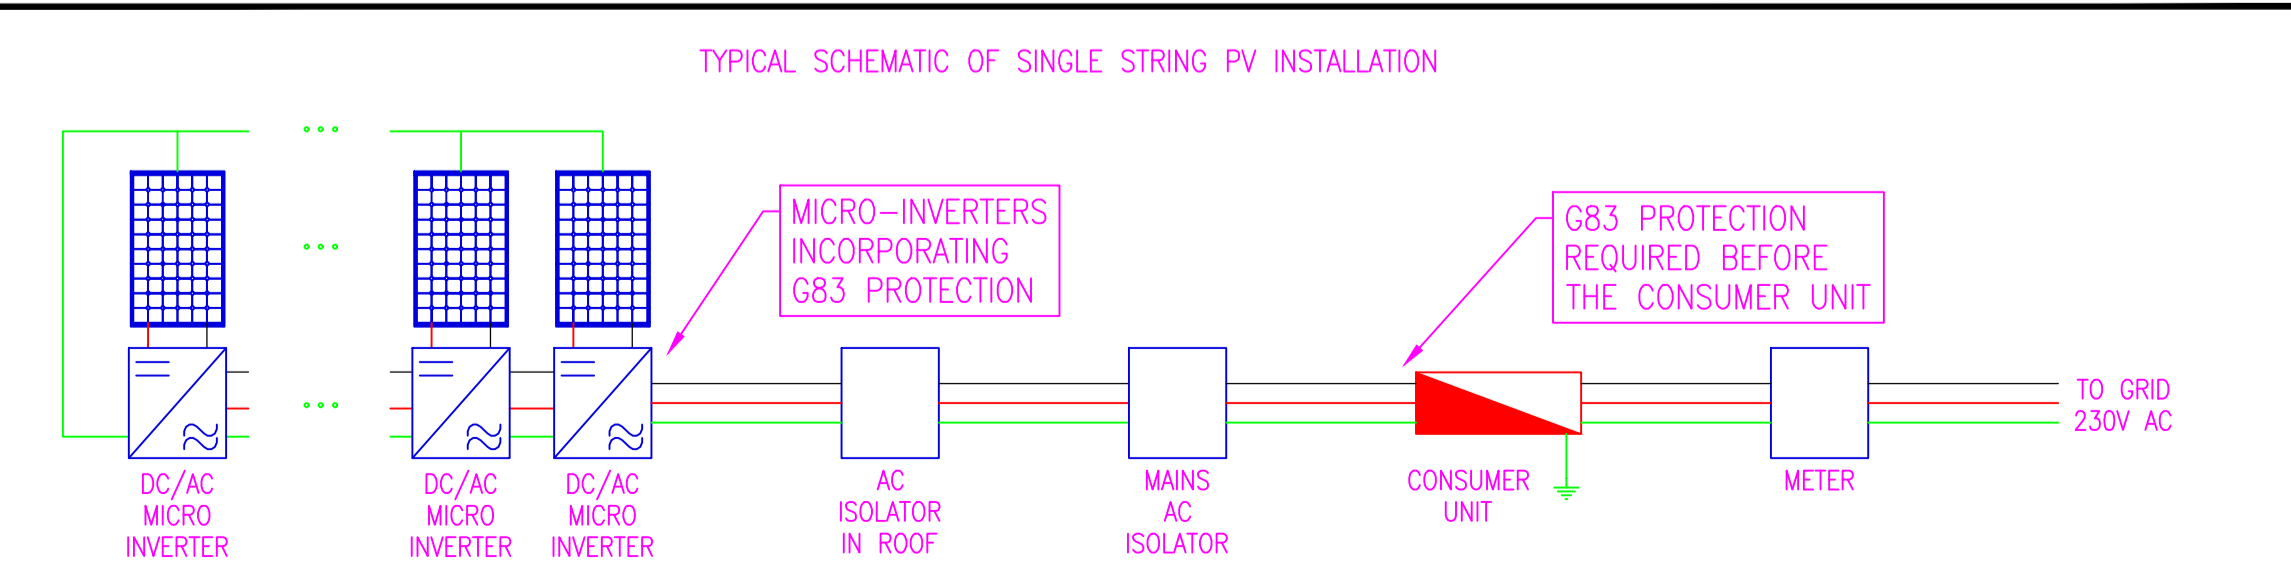 TYPICAL SCHEMATIC OF SINGLE STRING PV INSTALLATION
MICRO-INVERTERS
INCORPORATING
G83 PROTECTION
G83 PROTECTION
REQUIRED BEFORE
THE CONSUMER UNIT
TO GRID
230V AC
DC/AC
MICRO
INVERTER
DC/AC
MICRO
INVERTER
DC/AC
MICRO
INVERTER
AC
ISOLATOR
IN ROOF
MAINS
AC
ISOLATOR
CONSUMER
UNIT
METER